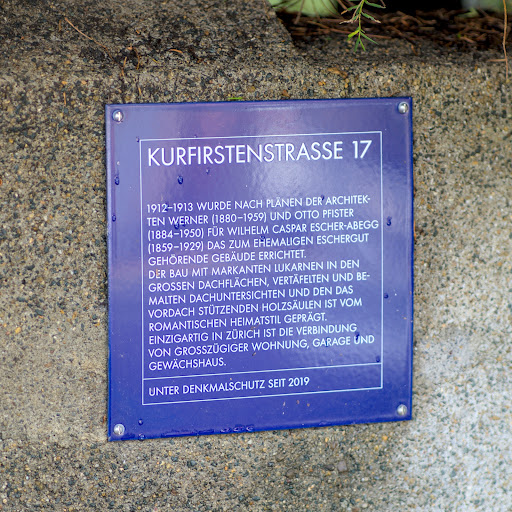 KURFIRSTENSTRASSE 17
1912–1913 WURDE NACH PLÄNEN DER ARCHITEK-
TEN WERNER (1880–1959) UND OTTO PFISTER
(1884–1950) FÜR WILHELM CASPAR ESCHER-ABEGG
(1859–1929) DAS ZUM EHEMALIGEN ESCHERGUT
GEHÖRENDE GEBÄUDE ERRICHTET.
DER BAU MIT MARKANTEN LUKARNEN IN DEN
GROSSEN DACHFLÄCHEN, VERTÄFELTEN UND BE-
MALTEN DACHUNTERSICHTEN UND DEN DAS
VORDACH STÜTZENDEN HOLZSÄULEN IST VOM
ROMANTISCHEN HEIMATSTIL GEPRÄGT.
EINZIGARTIG IN ZÜRICH IST DIE VERBINDUNG
VON GROSSZÜGIGER WOHNUNG, GARAGE UND
GEWÄCHSHAUS.
UNTER DENKMALSCHUTZ SEIT 2019